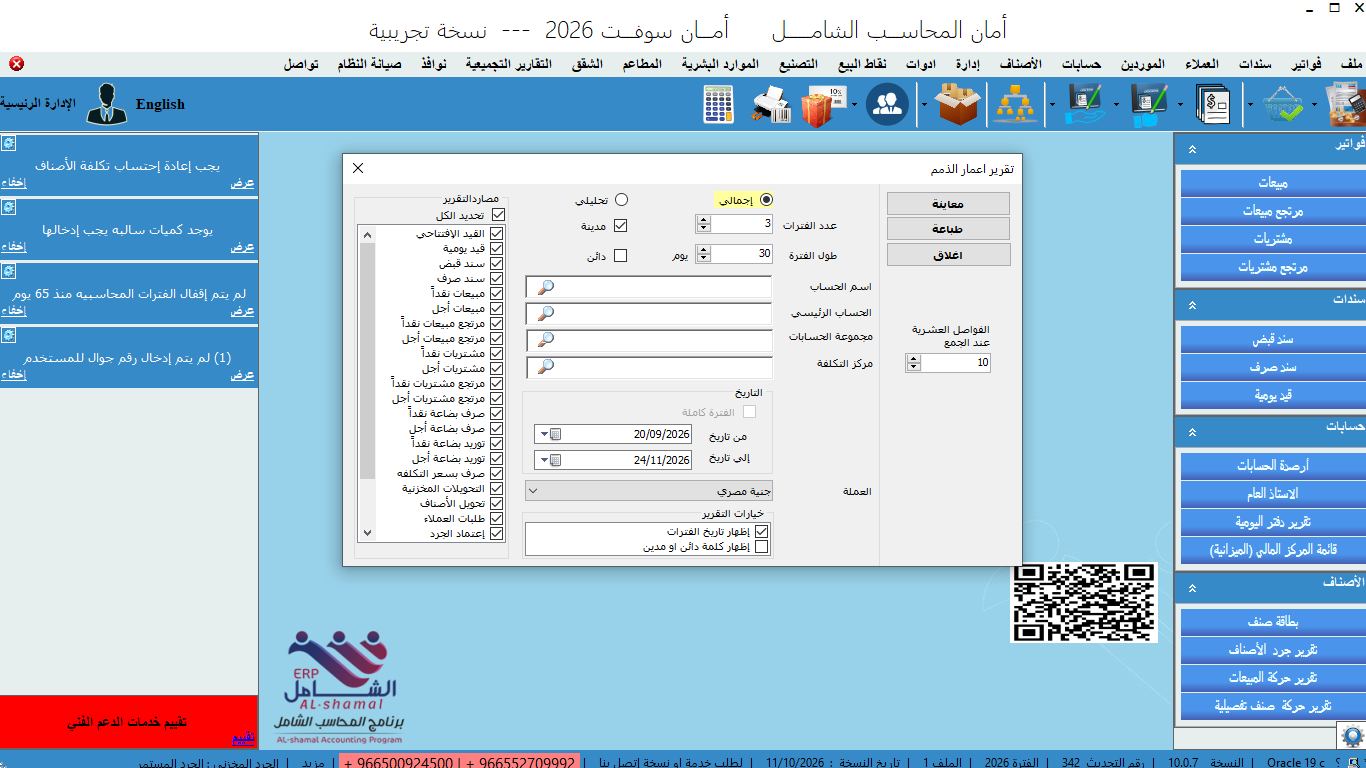 أمان المحاســب الشامــــل أمــان سوفــت 2026 --- نسخة تجريبية
ملف فواتير سندات العملاء الموردين حسابات الأصناف إدارة ادوات نقاط البيع التصنيع الموارد البشرية المطاعم الشقق التقارير التجميعية نوافذ صيانة النظام تواصل
English
الإدارة الرئيسية
10%
فواتير
مبيعات
مرتجع مبيعات
مشتريات
مرتجع مشتريات
سندات
سند قبض
سند صرف
قيد يومية
حسابات
أرصدة الحسابات
الاستاذ العام
تقرير دفتر اليومية
قائمة المركز المالي (الميزانية)
الأصناف
بطاقة صنف
تقرير جرد الأصناف
تقرير حركة المبيعات
تقرير حركة صنف تفصيلية
تقرير اعمار الذمم
معاينة
طباعة
اغلاق
الفواصل العشرية
عند الجمع
10
إجمالي
تحليلي
عدد الفترات
3
مدينة
طول الفترة
30
يوم
دائن
اسم الحساب
الحساب الرئيسي
مجموعة الحسابات
مركز التكلفة
التاريخ
الفترة كاملة
من تاريخ
20/09/2026
إلي تاريخ
24/11/2026
العملة
جنية مصري
خيارات التقرير
إظهار تاريخ الفترات
إظهار كلمة دائن او مدين
مصادرالتقرير
تحديد الكل
القيد الإفتتاحي
قيد يومية
سند قبض
سند صرف
مبيعات نقداً
مبيعات أجل
مرتجع مبيعات نقداً
مرتجع مبيعات أجل
مشتريات نقداً
مشتريات أجل
مرتجع مشتريات نقداً
مرتجع مشتريات أجل
صرف بضاعة نقداً
صرف بضاعة أجل
توريد بضاعة نقداً
توريد بضاعة أجل
صرف بسعر التكلفه
التحويلات المخزنية
تحويل الأصناف
طلبات العملاء
إعتماد الجرد
يجب إعادة إحتساب تكلفة الأصناف
عرض
إخفاء
يوجد كميات سالبه يجب إدخالها
عرض
إخفاء
لم يتم إقفال الفترات المحاسبيه منذ 65 يوم
عرض
إخفاء
(1) لم يتم إدخال رقم جوال للمستخدم
عرض
إخفاء
تقييم خدمات الدعم الفني
تقييم
ERP
الشامل
AL-shamal
برنامج المحاسب الشامل
AL-shamal Accounting Program
؟ Oracle 19 c | النسخة 10.0.7 | رقم التحديث 342 | الفترة 2026 | الملف 1 | تاريخ النسخة : 11/10/2026 | لطلب خدمة او نسخة إتصل بنا | + 966500924500 | + 966552709992 | مزيد | الجرد المخزني : الجرد المستمر